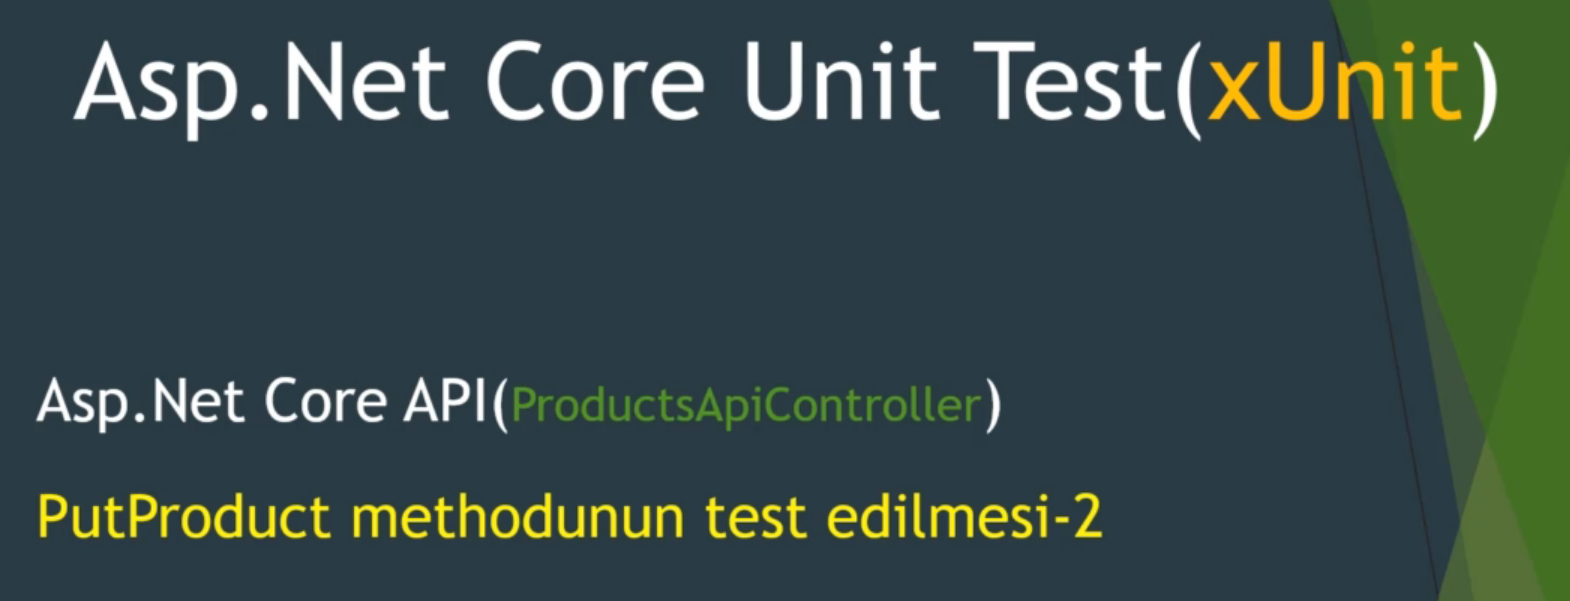 Asp.Net Core Unit Test(xUnit)
Asp.Net Core API(ProductsApiController)
PutProduct methodunun test edilmesi-2